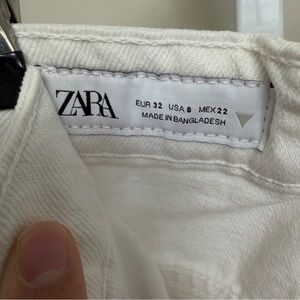 ZARA
EUR 32 USA 0 MEX 22
MADE IN BANGLADESH